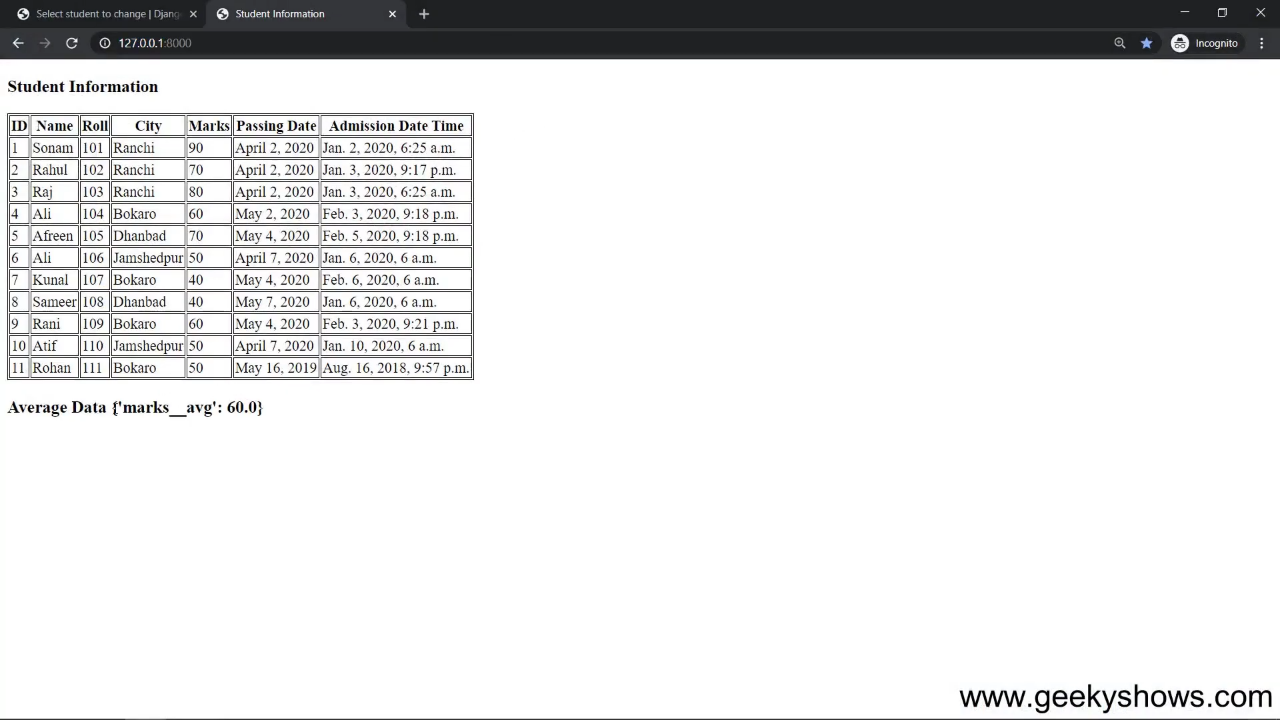 Select student to change | Djang
Student Information
127.0.0.1:8000
Incognito
Student Information
ID Name Roll City Marks Passing Date Admission Date Time
1 Sonam 101 Ranchi 90 April 2, 2020 Jan. 2, 2020, 6:25 a.m.
2 Rahul 102 Ranchi 70 April 2, 2020 Jan. 3, 2020, 9:17 p.m.
3 Raj 103 Ranchi 80 April 2, 2020 Jan. 3, 2020, 6:25 a.m.
4 Ali 104 Bokaro 60 May 2, 2020 Feb. 3, 2020, 9:18 p.m.
5 Afreen 105 Dhanbad 70 May 4, 2020 Feb. 5, 2020, 9:18 p.m.
6 Ali 106 Jamshedpur 50 April 7, 2020 Jan. 6, 2020, 6 a.m.
7 Kunal 107 Bokaro 40 May 4, 2020 Feb. 6, 2020, 6 a.m.
8 Sameer 108 Dhanbad 40 May 7, 2020 Jan. 6, 2020, 6 a.m.
9 Rani 109 Bokaro 60 May 4, 2020 Feb. 3, 2020, 9:21 p.m.
10 Atif 110 Jamshedpur 50 April 7, 2020 Jan. 10, 2020, 6 a.m.
11 Rohan 111 Bokaro 50 May 16, 2019 Aug. 16, 2018, 9:57 p.m.
Average Data {'marks__avg': 60.0}
www.geekyshows.com